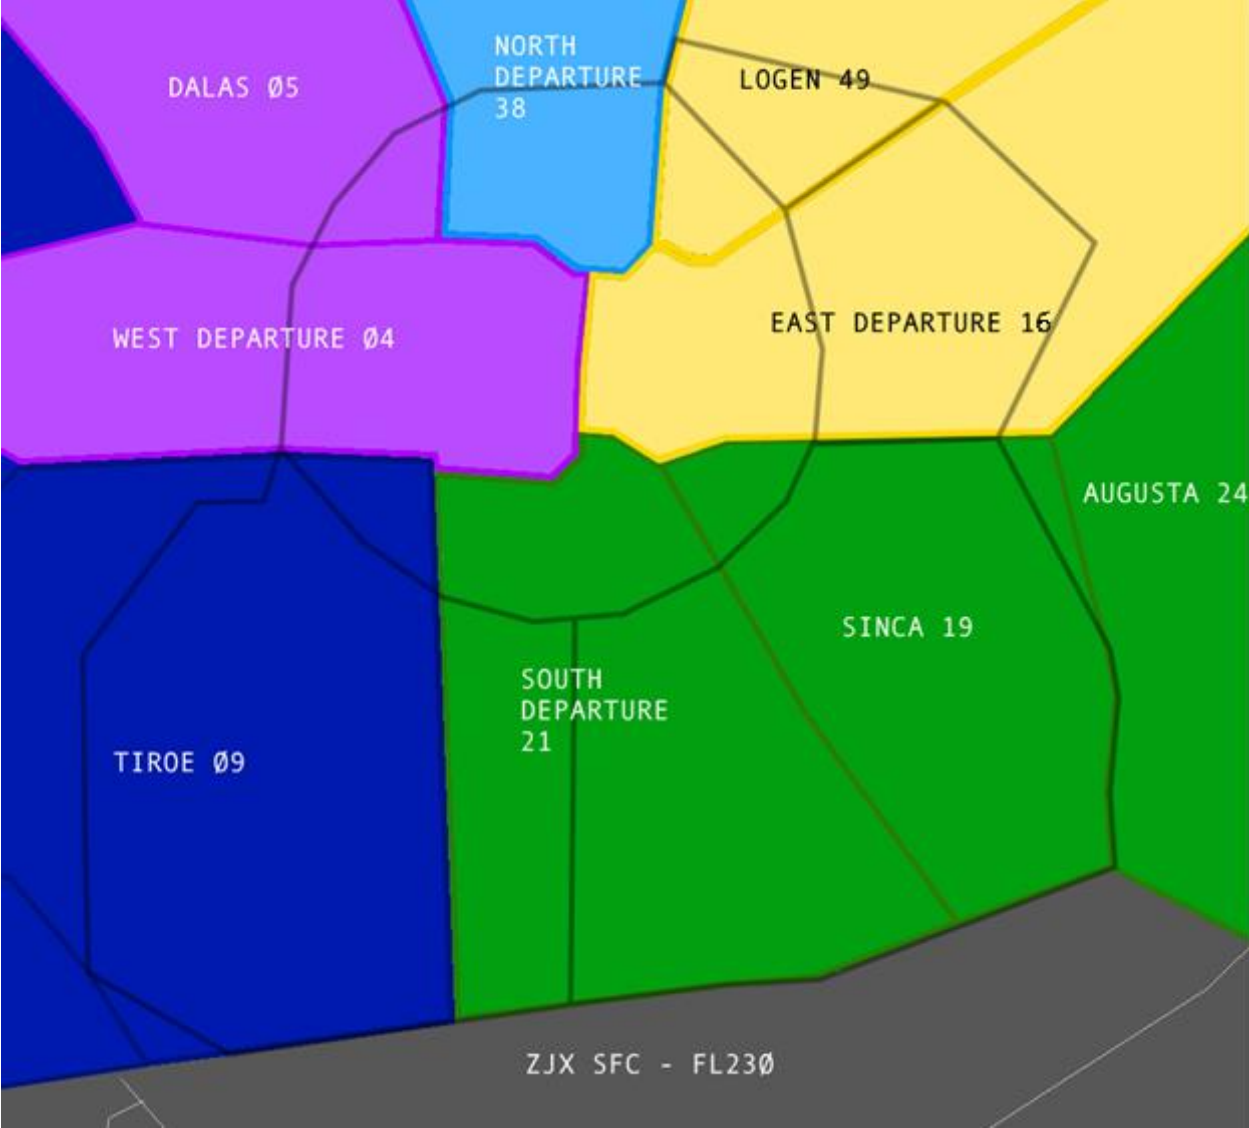 NORTH
DEPARTURE
38
DALAS Ø5
LOGEN 49
WEST DEPARTURE Ø4
EAST DEPARTURE 16
AUGUSTA 24
SINCA 19
SOUTH
DEPARTURE
21
TIROE Ø9
ZJX SFC - FL23Ø